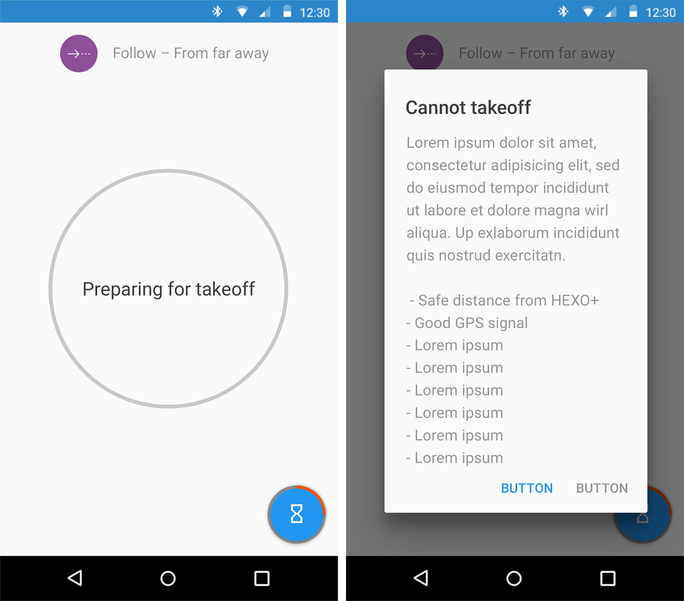 12:30
Follow – From far away
Preparing for takeoff
12:30
Follow – From far away
Cannot takeoff
Lorem ipsum dolor sit amet,
consectetur adipisicing elit, sed
do eiusmod tempor incididunt
ut labore et dolore magna wirl
aliqua. Up exlaborum incididunt
quis nostrud exercitatn.
- Safe distance from HEXO+
- Good GPS signal
- Lorem ipsum
- Lorem ipsum
- Lorem ipsum
- Lorem ipsum
- Lorem ipsum
- Lorem ipsum
BUTTON BUTTON